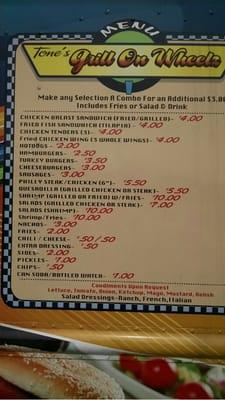 MENU
Tone's Grill On Wheels
Make any Selection A Combo For an Additional
Includes Fries or Salad & Drink
CHICKEN BREAST SANDWICH (FRIED/GRILLED)- $4.00
FRIED FISH SANDWICH (TILAPIA)- $4.00
CHICKEN TENDERS (3)- $4.00
Fried CHICKEN WING (5 WHOLE WINGS)- $4.00
HOTDOGS- $2.00
HAMBURGERS- $2.50
TURKEY BURGERS- $3.50
CHEESEBURGERS- $3.00
SAUSAGES- $3.00
PHILLY STEAK/CHICKEN (6")- $5.50
QUESADILLA (GRILLED CHICKEN OR STEAK)- $5.50
SHRIMP (GRILLED OR FRIED) W/FRIES- $10.00
SALADS (GRILLED CHICKEN OR STEAK)- $7.00
SALADS (SHRIMP)- $10.00
Shrimp/Fries- $10.00
NACHOS- $3.00
FRIES- $2.00
CHILI / CHEESE- $.50/.50
EXTRA DRESSING- $.50
SIDES- $2.00
PICKLES- $1.00
CHIPS- $.50
CAN SODA/BOTLED WATER- $1.00
Condiments Upon Request
Lettuce, Tomato, Onion, Ketchup, Mayo, Mustard, Relish
Salad Dressings-Ranch, French, Italian